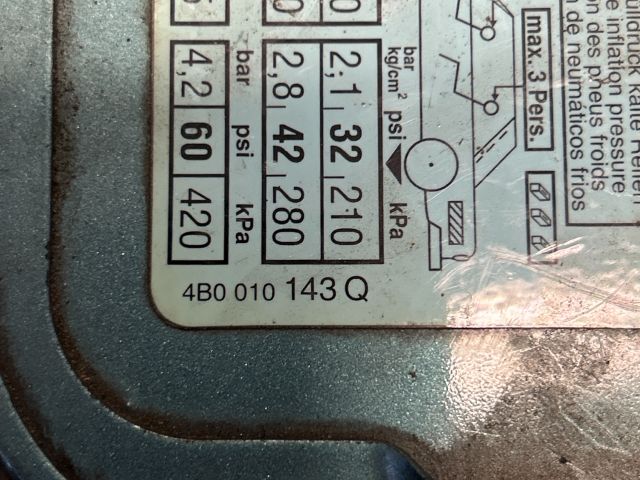 kalte
inflation pressure
des pneus froids
de neumáticos fríos
max. 3 Pers.
bar
kg/cm² psi kPa
2,1 32 210
2,8 42 280
bar psi kPa
4,2 60 420
4B0 010 143 Q